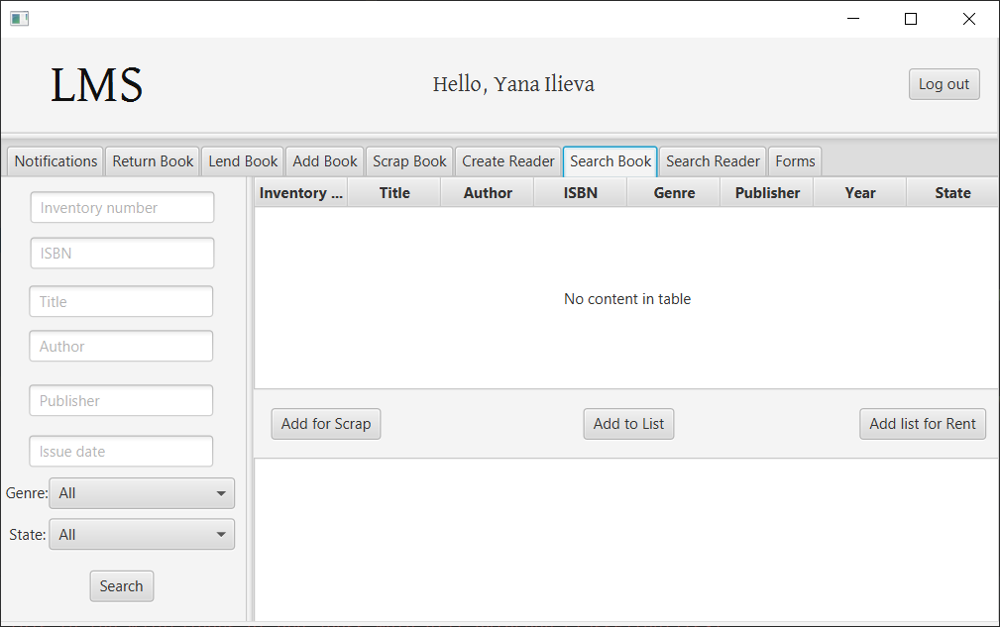 LMS
Hello, Yana Ilieva
Log out
Notifications Return Book Lend Book Add Book Scrap Book Create Reader Search Book Search Reader Forms
Inventory number
ISBN
Title
Author
Publisher
Issue date
Genre: All
State: All
Search
Inventory ... Title Author ISBN Genre Publisher Year State
No content in table
Add for Scrap Add to List Add list for Rent